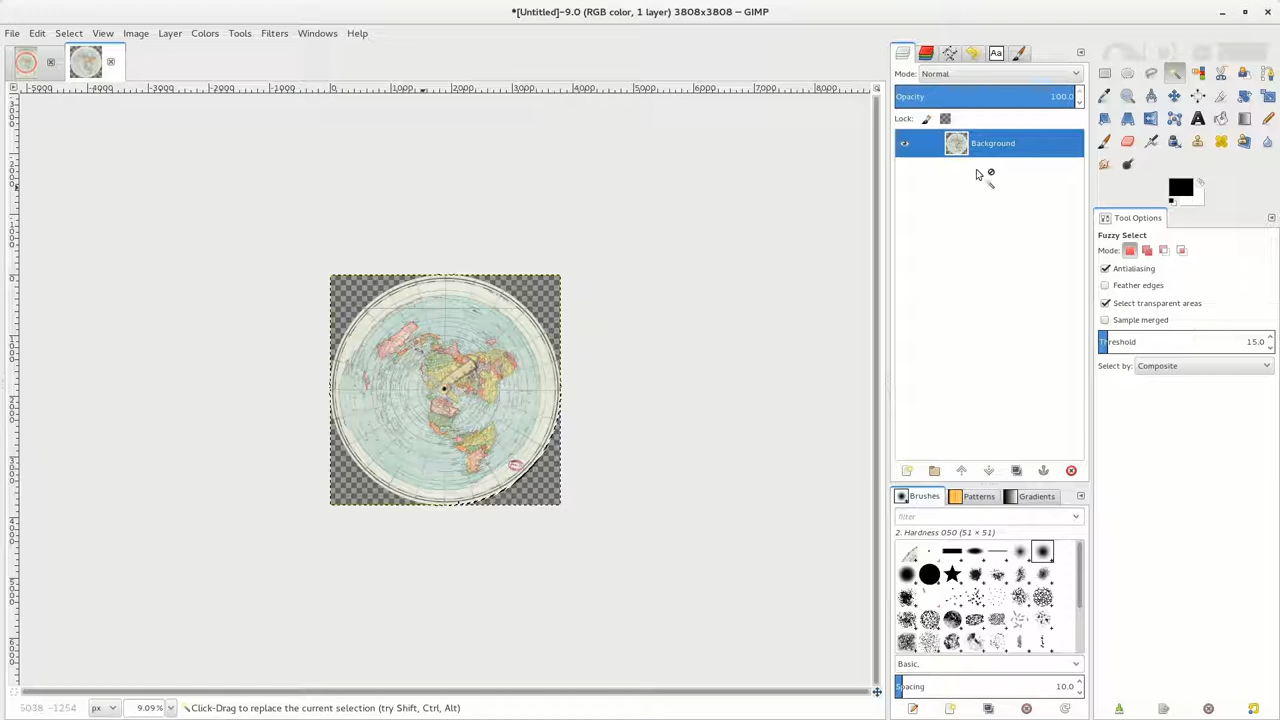 *[Untitled]-9.0 (RGB color, 1 layer) 3808x3808 – GIMP
File Edit Select View Image Layer Colors Tools Filters Windows Help
Mode: Normal
Opacity 100.0
Lock:
Background
Tool Options
Fuzzy Select
Mode:
Antialiasing
Feather edges
Select transparent areas
Sample merged
Threshold 15.0
Select by: Composite
Brushes Patterns Gradients
filter
2. Hardness 050 (51 × 51)
Basic,
Spacing 10.0
5038 -1254 px 9.09% Click-Drag to replace the current selection (try Shift, Ctrl, Alt)